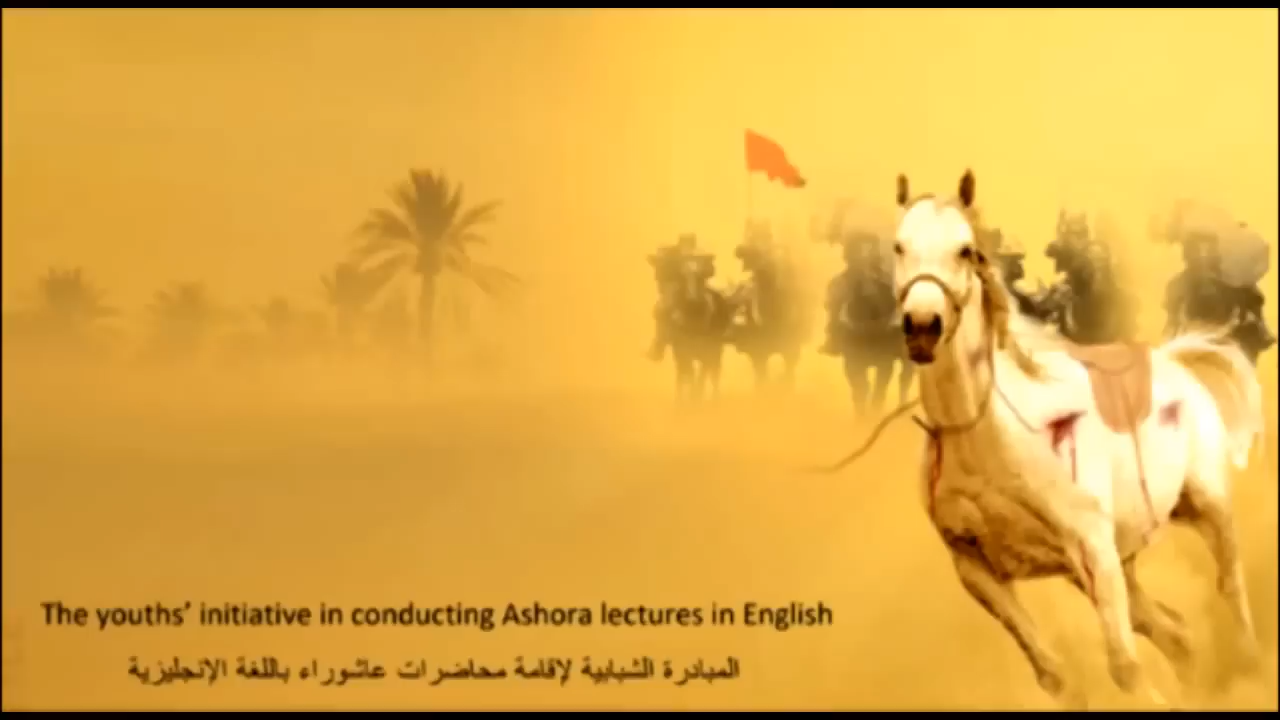 The youths’ initiative in conducting Ashora lectures in English
المبادرة الشبابية لإقامة محاضرات عاشوراء باللغة الإنجليزية